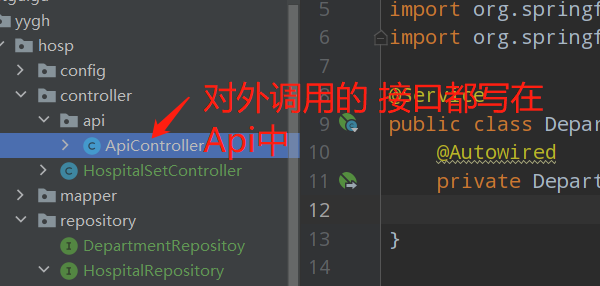 yygh
hosp
config
controller
api
ApiController
HospitalSetController
mapper
repository
DepartmentRepositoy
HospitalRepository
对外调用的 接口都写在
Api中
5
import org.springf
6
import org.springf
7
8
@Service
9
public class Depar
10
@Autowired
11
private Depart
12
13
}
14